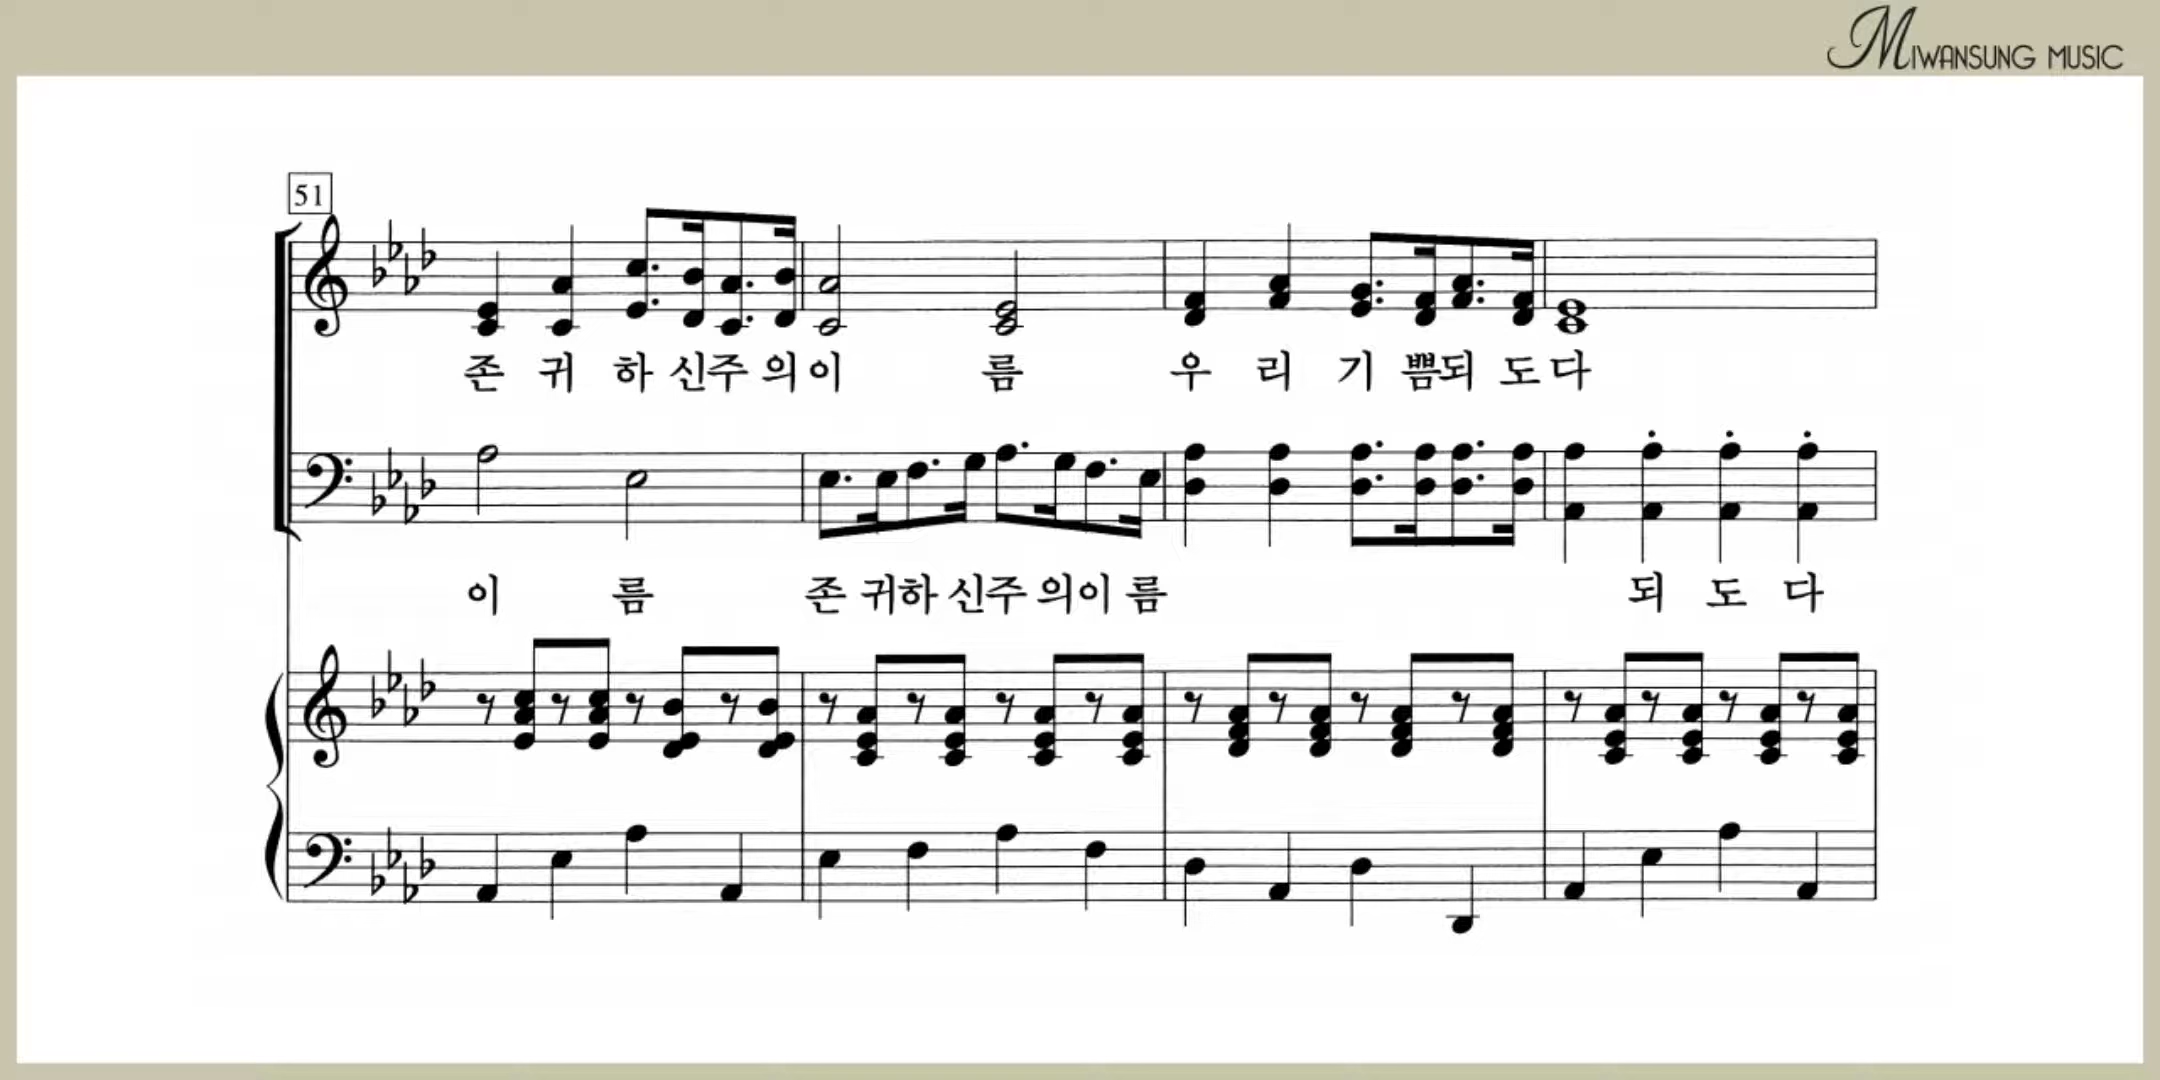 MIWANSUNG MUSIC
51
존 귀 하 신주 의 이 름 우 리 기 쁨되 도 다
이 름 존 귀하 신주 의이 름 되 도 다